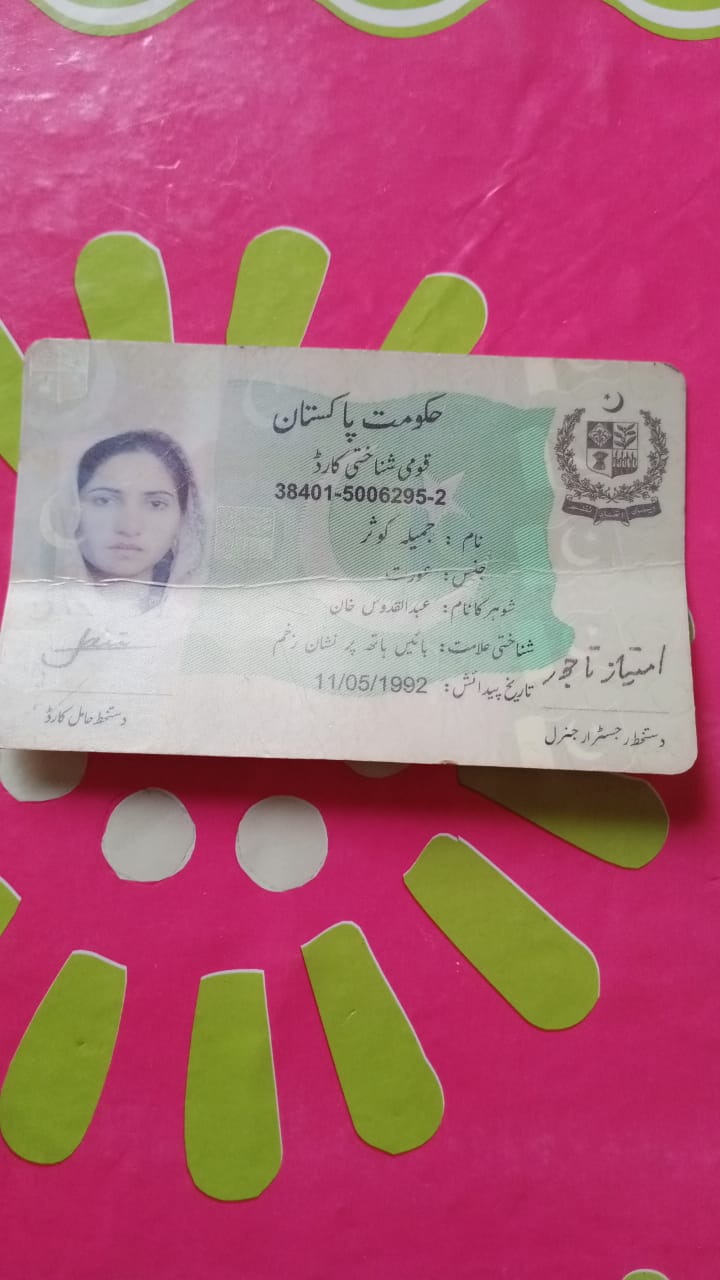 حکومت پاکستان
قومی شناختی کارڈ
38401-5006295-2
نام : جمیلہ کوثر
جنس: عورت
شوہر کا نام: عبدالقدوس خان
شناختی علامت: بائیں ہاتھ پر نشان زخم
تاریخ پیدائش: 11/05/1992
امتیاز تاجور
دستخط رجسٹرار جنرل
دستخط حامل کارڈ